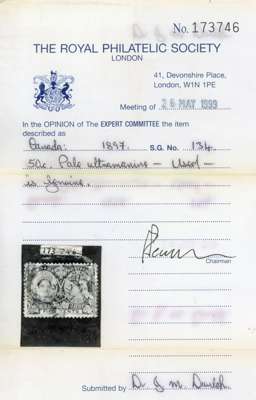 No. 173746
THE ROYAL PHILATELIC SOCIETY
LONDON
41, Devonshire Place,
London, W1N 1PE
Meeting of 26 MAY 1999
In the OPINION of The EXPERT COMMITTEE the item
described as
Canada: 1897. S.G. No. 134.
50c. Pale ultramarine - Used -
is genuine.
Chairman
Submitted by D. J. M.